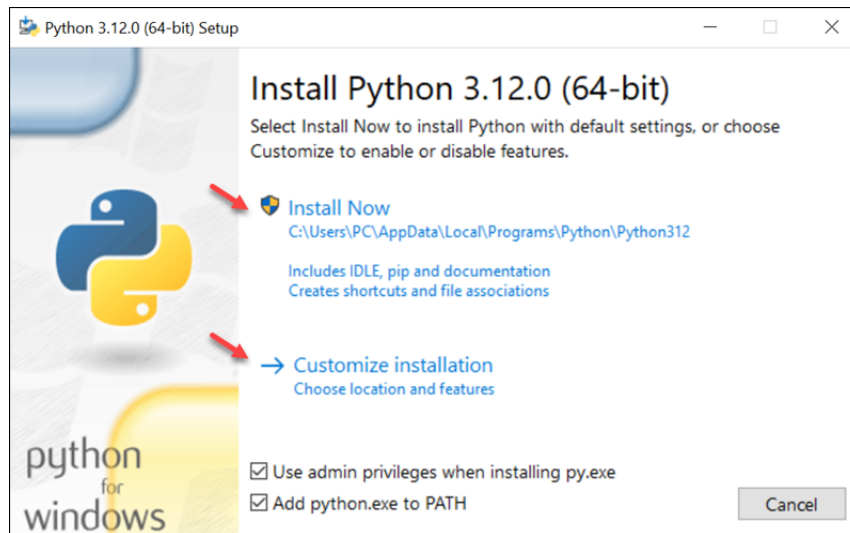 Python 3.12.0 (64-bit) Setup
Install Python 3.12.0 (64-bit)
Select Install Now to install Python with default settings, or choose
Customize to enable or disable features.
Install Now
C:\Users\PC\AppData\Local\Programs\Python\Python312
Includes IDLE, pip and documentation
Creates shortcuts and file associations
Customize installation
Choose location and features
python
for
windows
Use admin privileges when installing py.exe
Add python.exe to PATH
Cancel